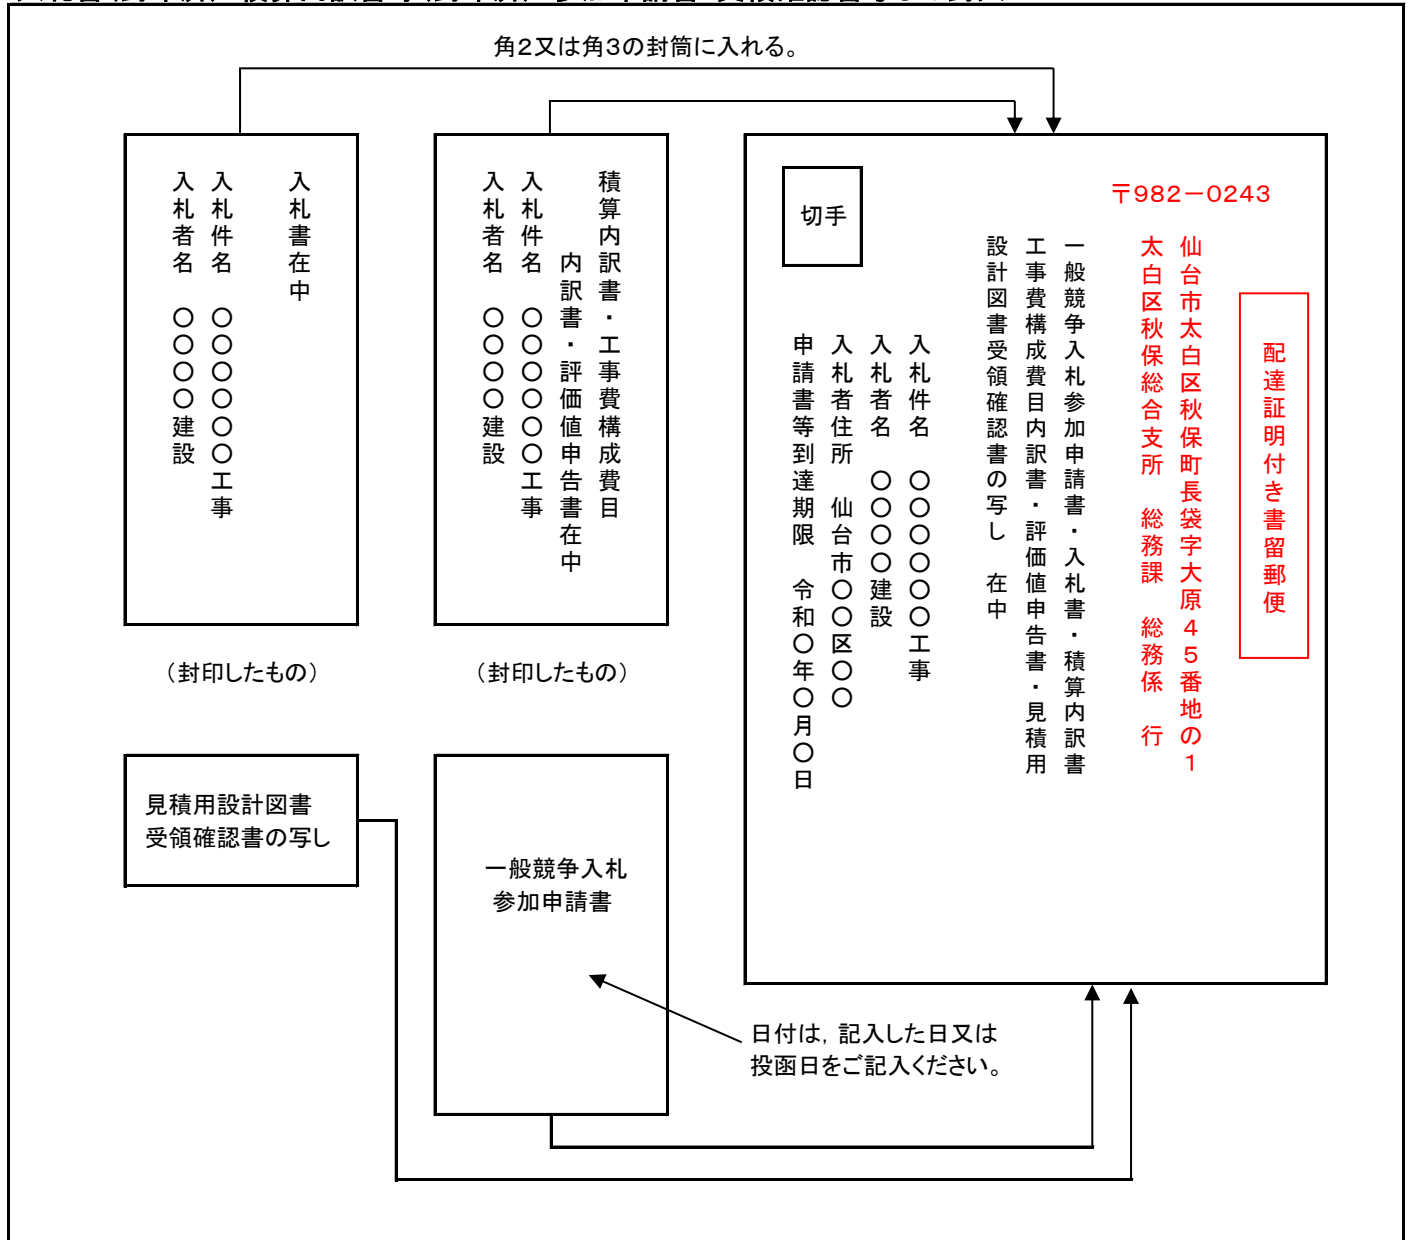 角2又は角3の封筒に入れる。
入札書在中
入札件名 〇〇〇〇〇〇工事
入札者名 〇〇〇〇建設
(封印したもの)
積算内訳書・工事費構成費目
内訳書・評価値申告書在中
入札件名 〇〇〇〇〇〇工事
入札者名 〇〇〇〇建設
(封印したもの)
切手
〒982-0243
配達証明付き書留郵便
仙台市太白区秋保町長袋字大原45番地の1
太白区秋保総合支所 総務課 総務係 行
一般競争入札参加申請書・入札書・積算内訳書
工事費構成費目内訳書・評価値申告書・見積用
設計図書受領確認書の写し 在中
入札件名 〇〇〇〇〇〇工事
入札者名 〇〇〇〇建設
入札者住所 仙台市〇〇区〇〇
申請書等到達期限 令和〇年〇月〇日
見積用設計図書
受領確認書の写し
一般競争入札
参加申請書
日付は,記入した日又は
投函日をご記入ください。